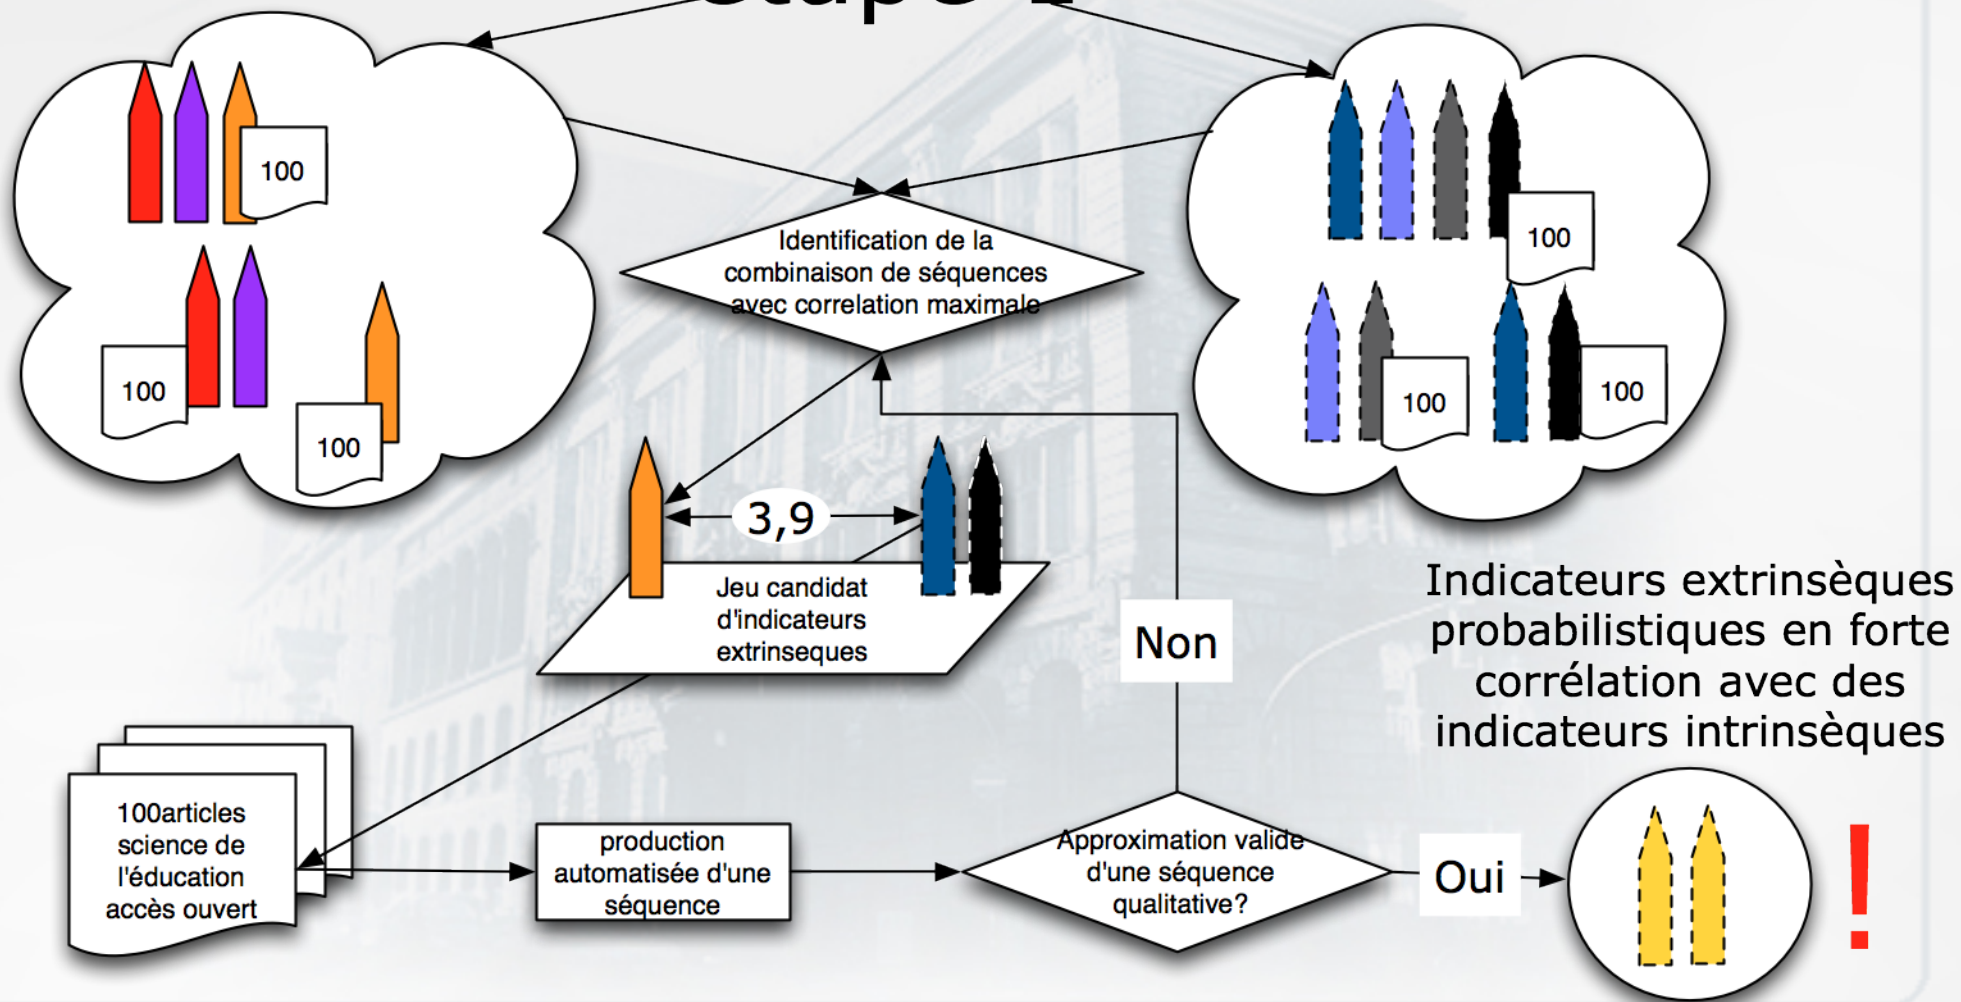 100
100
100
100
100
100
Identification de la
combinaison de séquences
avec correlation maximale
3,9
Jeu candidat
d'indicateurs
extrinseques
Non
Indicateurs extrinsèques
probabilistiques en forte
corrélation avec des
indicateurs intrinsèques
100articles
science de
l'éducation
accès ouvert
production
automatisée d'une
séquence
Approximation valide
d'une séquence
qualitative?
Oui
!